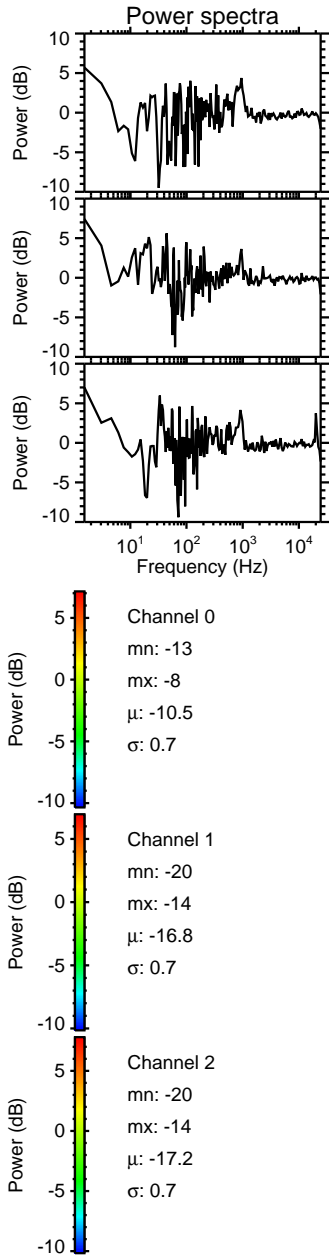 Power spectra
10
5
0
-5
-10
Power (dB)
10
5
0
-5
-10
Power (dB)
10
5
0
-5
-10
Power (dB)
10¹ 10² 10³ 10⁴
Frequency (Hz)
5
0
-5
-10
Power (dB)
Channel 0
mn: -13
mx: -8
μ: -10.5
σ: 0.7
5
0
-5
-10
Power (dB)
Channel 1
mn: -20
mx: -14
μ: -16.8
σ: 0.7
5
0
-5
-10
Power (dB)
Channel 2
mn: -20
mx: -14
μ: -17.2
σ: 0.7